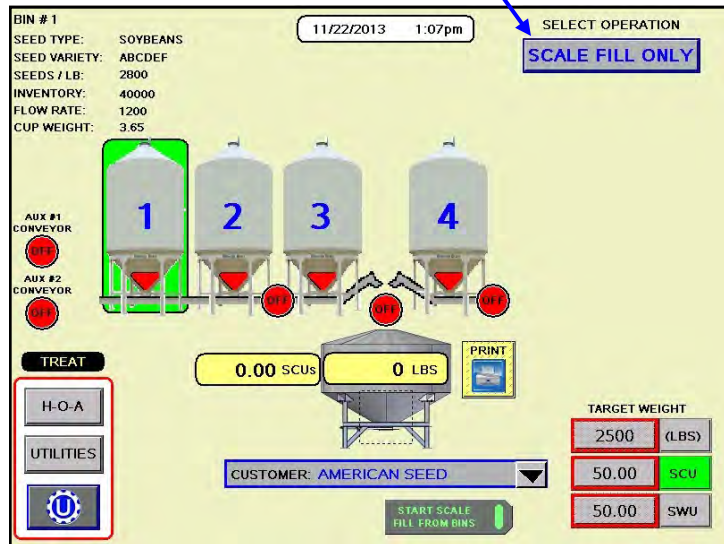 BIN # 1
SEED TYPE: SOYBEANS
SEED VARIETY: ABCDEF
SEEDS / LB: 2800
INVENTORY: 40000
FLOW RATE: 1200
CUP WEIGHT: 3.65
11/22/2013 1:07pm
SELECT OPERATION
SCALE FILL ONLY
1 2 3 4
AUX #1
CONVEYOR
OFF
AUX #2
CONVEYOR
OFF
OFF OFF OFF
TREAT
H-O-A
UTILITIES
U
0.00 SCUs 0 LBS
PRINT
CUSTOMER: AMERICAN SEED
START SCALE
FILL FROM BINS
TARGET WEIGHT
2500 (LBS)
50.00 SCU
50.00 SWU